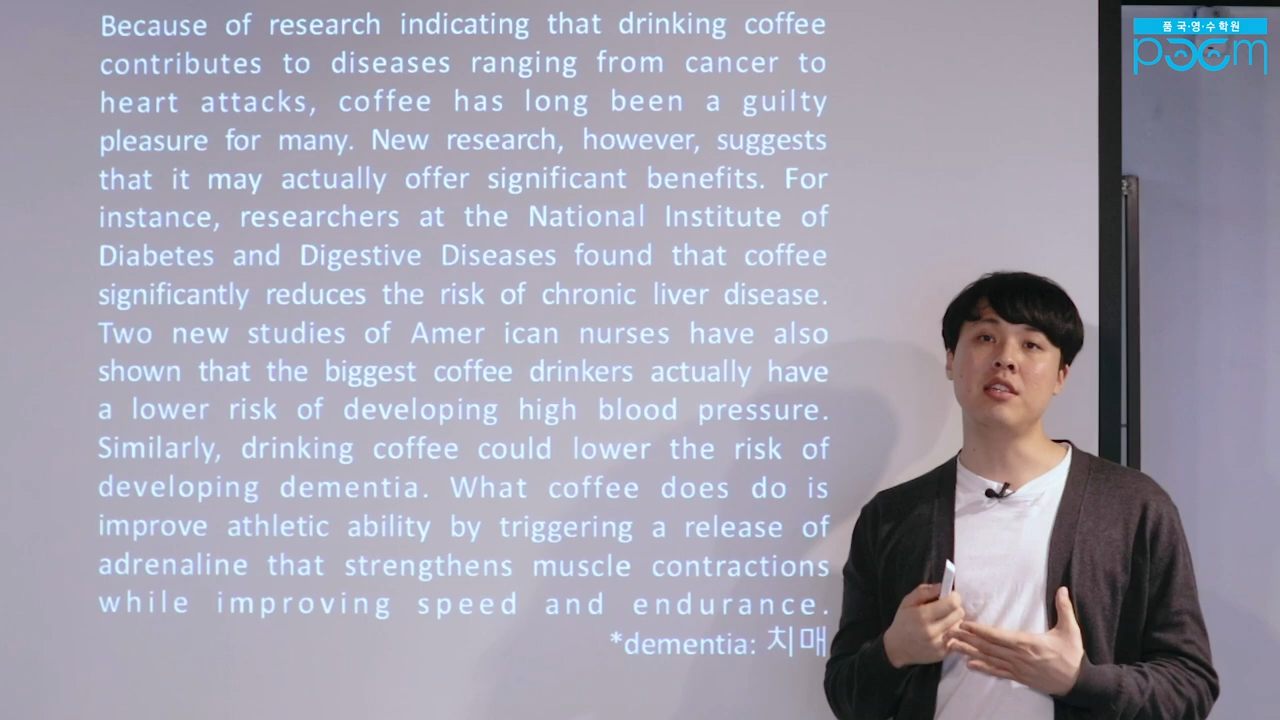 Because of research indicating that drinking coffee
contributes to diseases ranging from cancer to
heart attacks, coffee has long been a guilty
pleasure for many. New research, however, suggests
that it may actually offer significant benefits. For
instance, researchers at the National Institute of
Diabetes and Digestive Diseases found that coffee
significantly reduces the risk of chronic liver disease.
Two new studies of Amer ican nurses have also
shown that the biggest coffee drinkers actually have
a lower risk of developing high blood pressure.
Similarly, drinking coffee could lower the risk of
developing dementia. What coffee does do is
improve athletic ability by triggering a release of
adrenaline that strengthens muscle contractions
while improving speed and endurance.
*dementia: 치매
품 국·영·수 학원